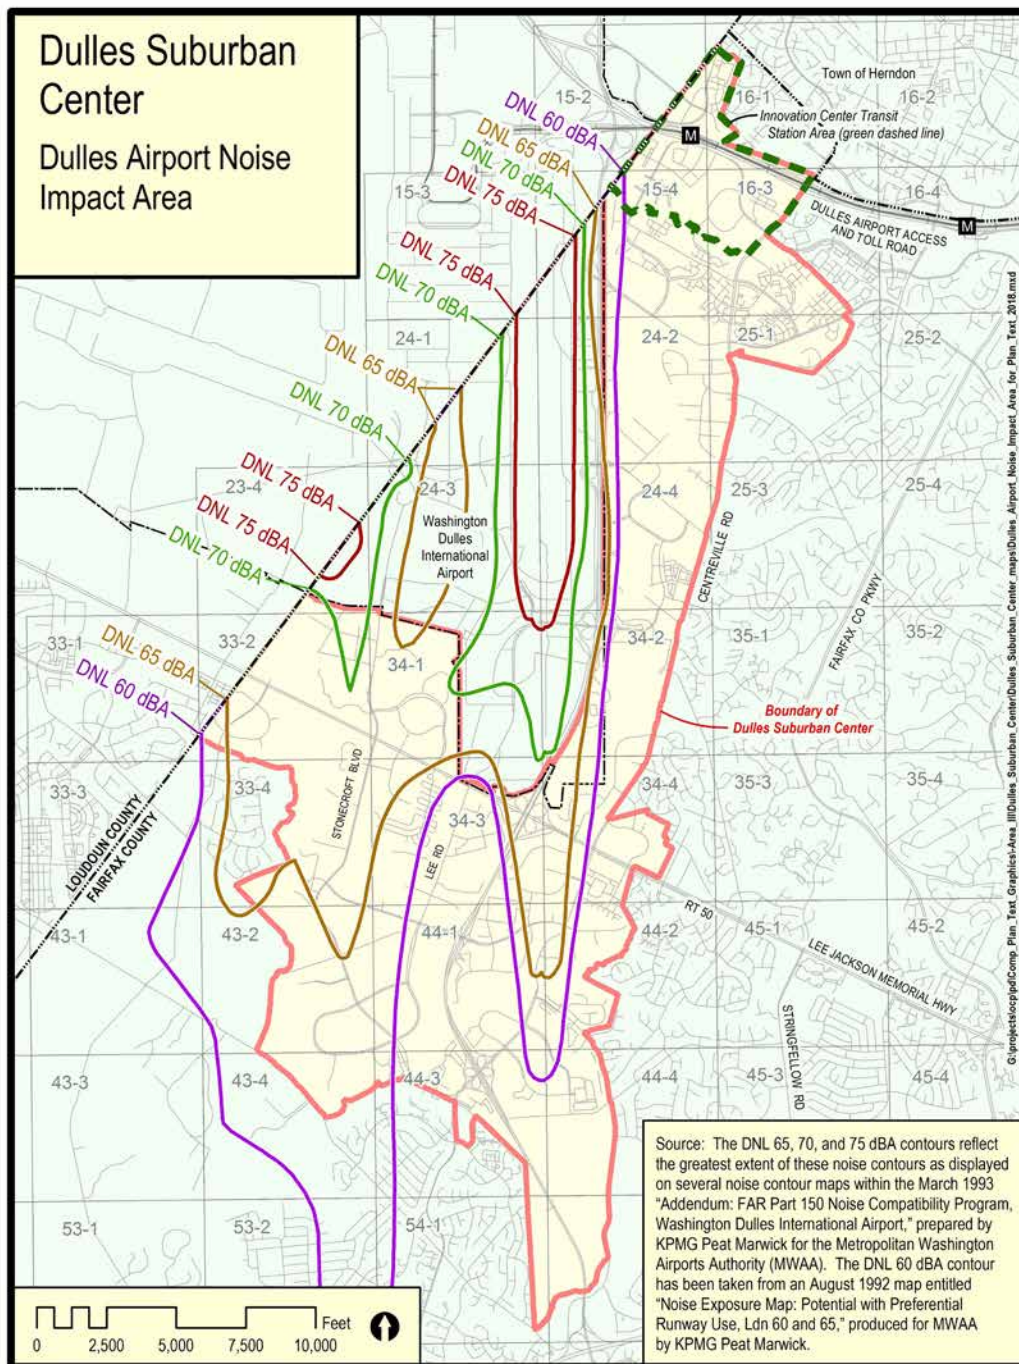 Dulles Suburban
Center
Dulles Airport Noise
Impact Area
Town of Herndon
15-2
16-1
16-2
Innovation Center Transit
Station Area (green dashed line)
DNL 60 dBA
DNL 65 dBA
DNL 70 dBA
DNL 75 dBA
M
15-3
15-4
16-3
16-4
DULLES AIRPORT ACCESS
AND TOLL ROAD
M
DNL 75 dBA
DNL 70 dBA
24-1
24-2
25-1
25-2
DNL 65 dBA
DNL 70 dBA
DNL 75 dBA
DNL 75 dBA
DNL 70 dBA
23-4
24-3
24-4
25-3
25-4
Washington
Dulles
International
Airport
CENTREVILLE RD
FAIRFAX CO PKWY
33-1
33-2
34-1
34-2
35-1
35-2
DNL 65 dBA
DNL 60 dBA
Boundary of
Dulles Suburban Center
33-3
33-4
34-3
34-4
35-3
35-4
STONECROFT BLVD
LEE RD
LOUDOUN COUNTY
FAIRFAX COUNTY
RT 50
LEE JACKSON MEMORIAL HWY
43-1
43-2
44-1
44-2
45-1
45-2
STRINGFELLOW RD
43-3
43-4
44-3
44-4
45-3
45-4
53-1
53-2
54-1
G:\projects\ocp\pd\Comp_Plan_Text_Graphics\-Area_III\Dulles_Suburban_Center\Dulles_Suburban_Center_maps\Dulles_Airport_Noise_Impact_Area_for_Plan_Text_2018.mxd
Source: The DNL 65, 70, and 75 dBA contours reflect
the greatest extent of these noise contours as displayed
on several noise contour maps within the March 1993
"Addendum: FAR Part 150 Noise Compatibility Program,
Washington Dulles International Airport," prepared by
KPMG Peat Marwick for the Metropolitan Washington
Airports Authority (MWAA). The DNL 60 dBA contour
has been taken from an August 1992 map entitled
"Noise Exposure Map: Potential with Preferential
Runway Use, Ldn 60 and 65," produced for MWAA
by KPMG Peat Marwick.
Feet
0 2,500 5,000 7,500 10,000